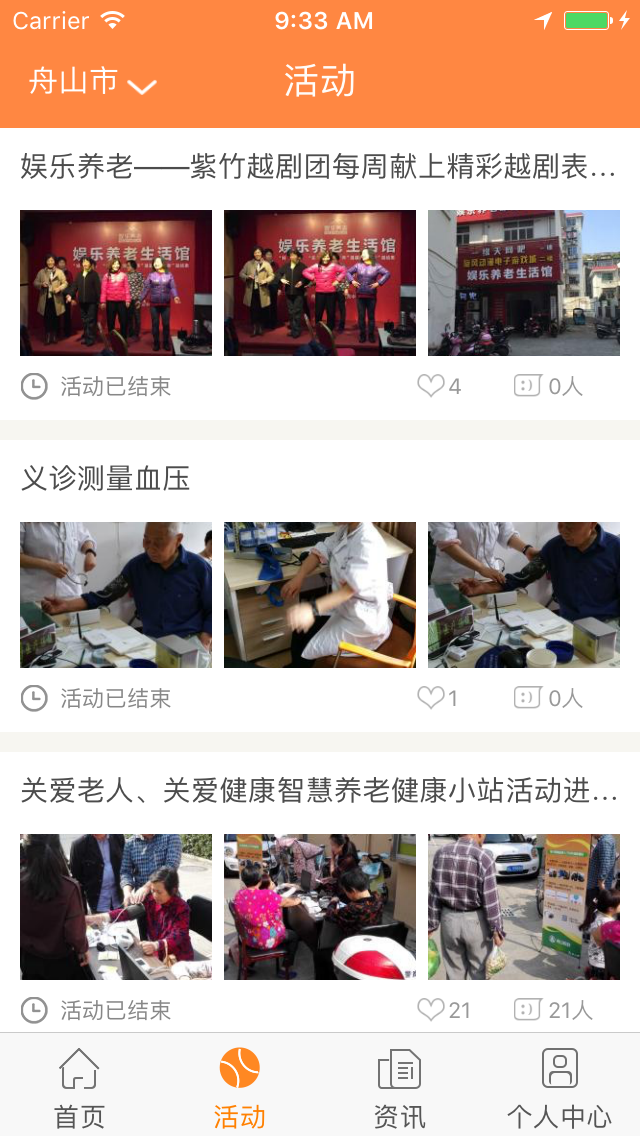 Carrier 9:33 AM
舟山市 活动
娱乐养老——紫竹越剧团每周献上精彩越剧表...
娱乐养老生活馆
娱乐养老生活馆
娱乐养老生活馆
活动已结束 4 0人
义诊测量血压
活动已结束 1 0人
关爱老人、关爱健康智慧养老健康小站活动进...
活动已结束 21 21人
首页 活动 资讯 个人中心